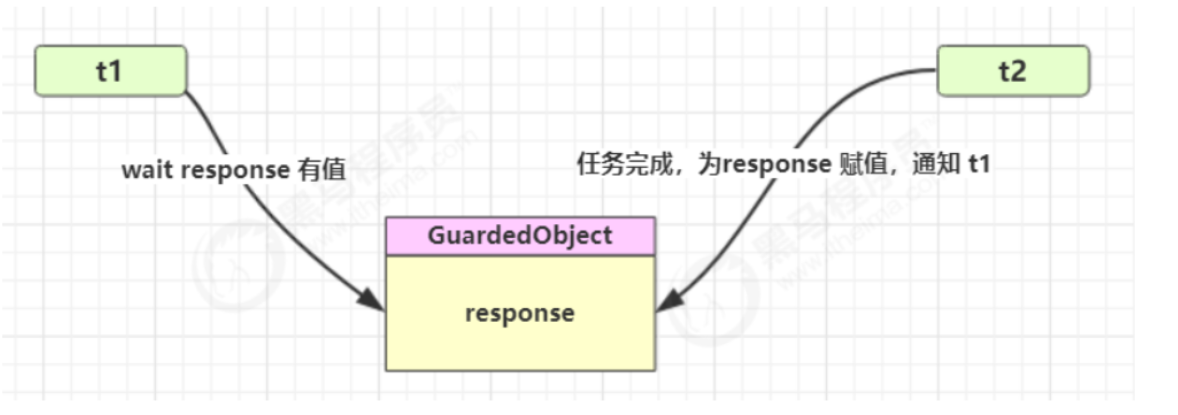 t1
t2
wait response 有值
任务完成，为response 赋值，通知 t1
GuardedObject
response
黑马程序员
www.itheima.com
黑马程序员
www.itheima.com